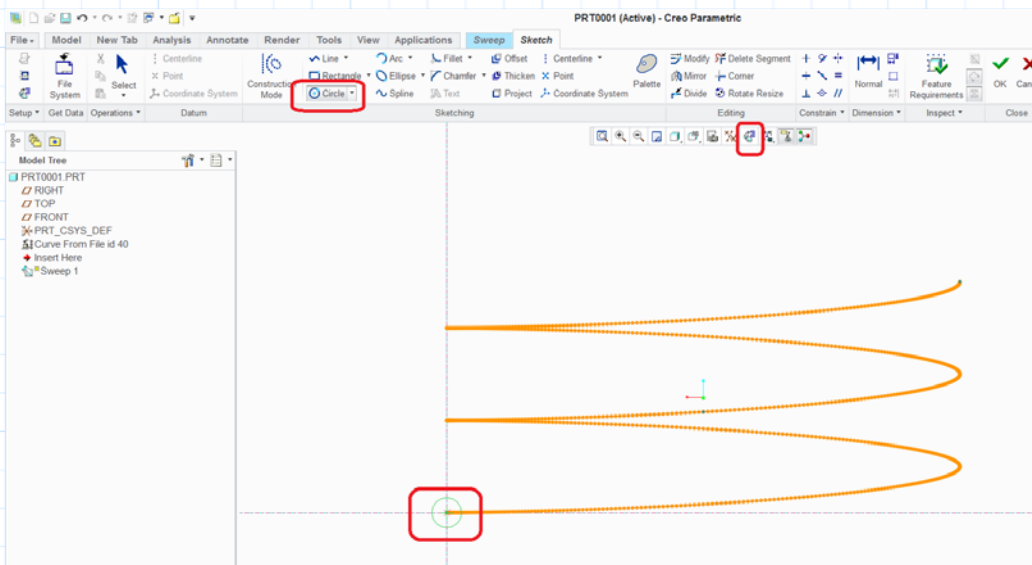 PRT0001 (Active) - Creo Parametric
File Model New Tab Analysis Annotate Render Tools View Applications Sweep Sketch
Centerline Line Arc Fillet Offset Centerline Modify Delete Segment
Point Rectangle Ellipse Chamfer Thicken Point Mirror Corner
Coordinate System Circle Spline Text Project Coordinate System Divide Rotate Resize
File System Select Construction Mode Palette Normal Feature Requirements OK Can
Setup Get Data Operations Datum Sketching Editing Constrain Dimension Inspect Close
Model Tree
PRT0001.PRT
RIGHT
TOP
FRONT
PRT_CSYS_DEF
Curve From File id 40
Insert Here
Sweep 1